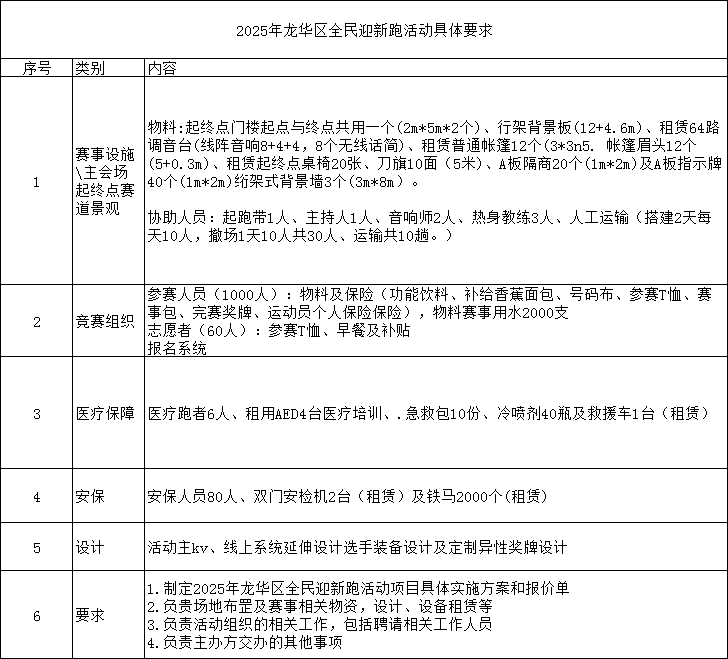 2025年龙华区全民迎新跑活动具体要求
序号 类别 内容
1
赛事设施
\主会场
起终点赛
道景观
物料:起终点门楼起点与终点共用一个(2m*5m*2个)、行架背景板(12+4.6m)、租赁64路
调音台(线阵音响8+4+4，8个无线话筒)、租赁普通帐篷12个(3*3n5. 帐篷眉头12个
(5+0.3m)、租赁起终点桌椅20张、刀旗10面（5米)、A板隔商20个(1m*2m)及A板指示牌
40个(1m*2m)绗架式背景墙3个(3m*8m）。
协助人员：起跑带1人、主持人1人、音响师2人、热身教练3人、人工运输（搭建2天每
天10人，撤场1天10人共30人、运输共10趟。）
2
竞赛组织
参赛人员（1000人）：物料及保险（功能饮料、补给香蕉面包、号码布、参赛T恤、赛
事包、完赛奖牌、运动员个人保险保险），物料赛事用水2000支
志愿者（60人）：参赛T恤、早餐及补贴
报名系统
3
医疗保障
医疗跑者6人、租用AED4台医疗培训、.急救包10份、冷喷剂40瓶及救援车1台（租赁）
4
安保
安保人员80人、双门安检机2台（租赁）及铁马2000个(租赁)
5
设计
活动主kv、线上系统延伸设计选手装备设计及定制异性奖牌设计
6
要求
1.制定2025年龙华区全民迎新跑活动项目具体实施方案和报价单
2.负责场地布罡及赛事相关物资，设计、设备租赁等
3.负责活动组织的相关工作，包括聘请相关工作人员
4.负责主办方交办的其他事项